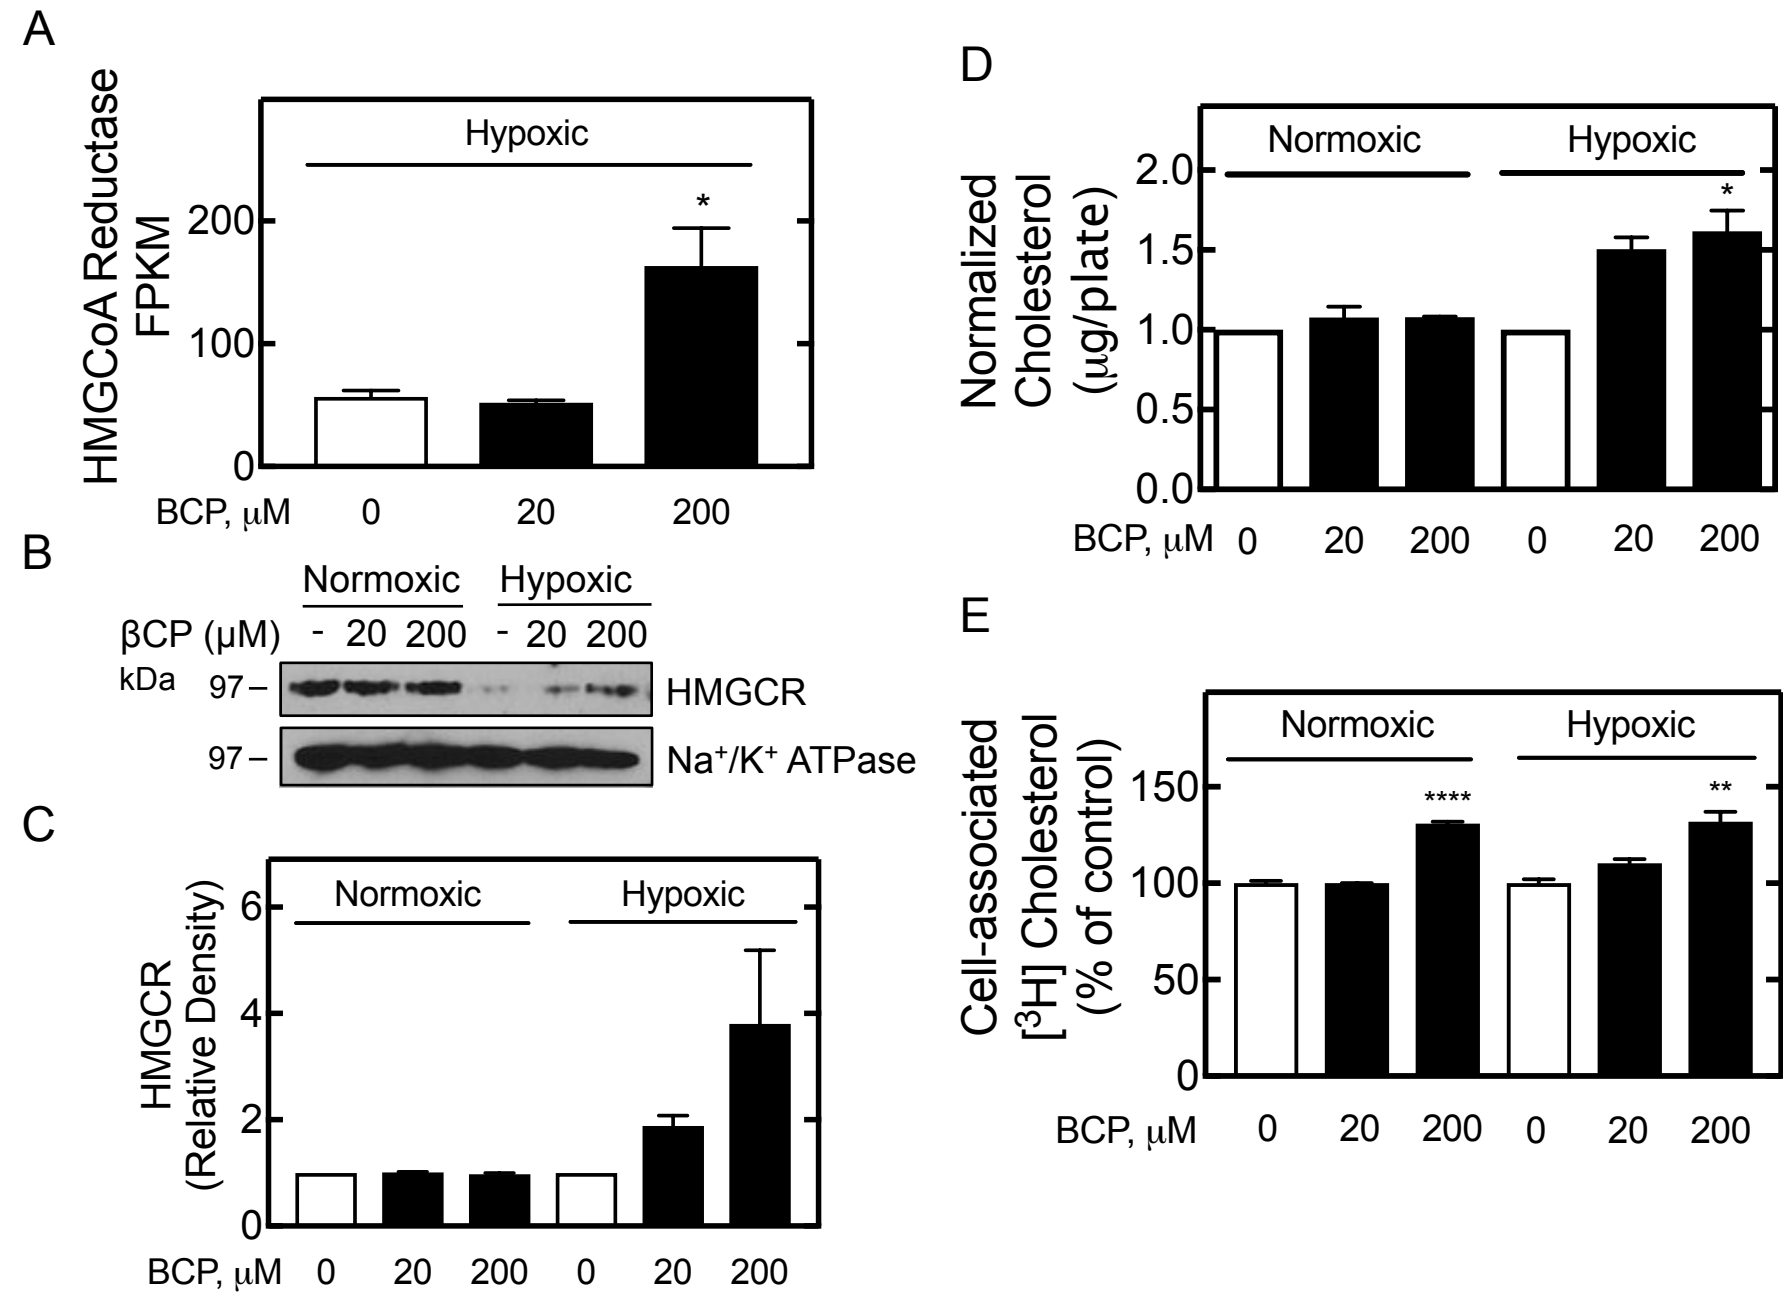 A
HMGCoA Reductase
FPKM
Hypoxic
*
200
100
0
BCP, μM 0 20 200
B
Normoxic Hypoxic
βCP (μM) - 20 200 - 20 200
kDa 97 – HMGCR
97 – Na⁺/K⁺ ATPase
C
HMGCR
(Relative Density)
Normoxic Hypoxic
6
4
2
0
BCP, μM 0 20 200 0 20 200
D
Normalized
Cholesterol
(μg/plate)
Normoxic Hypoxic
*
2.0
1.5
1.0
0.5
0.0
BCP, μM 0 20 200 0 20 200
E
Cell-associated
[³H] Cholesterol
(% of control)
Normoxic Hypoxic
**** **
150
100
50
0
BCP, μM 0 20 200 0 20 200